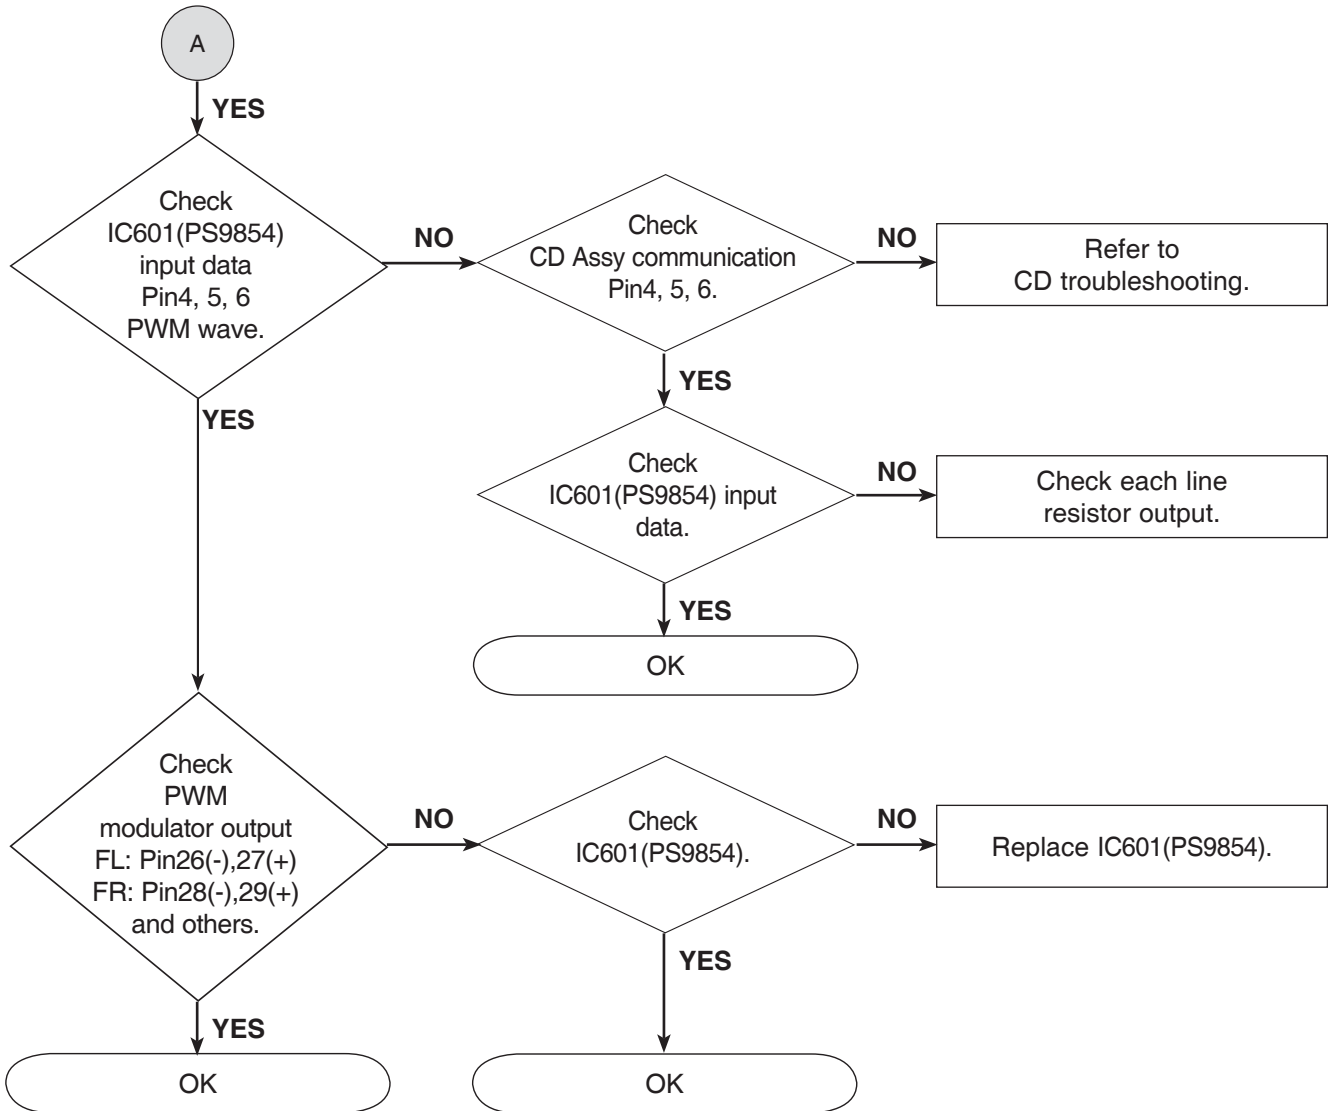 A
YES
Check
IC601(PS9854)
input data
Pin4, 5, 6
PWM wave.
NO
Check
CD Assy communication
Pin4, 5, 6.
NO
Refer to
CD troubleshooting.
YES
YES
Check
IC601(PS9854) input
data.
NO
Check each line
resistor output.
YES
OK
Check
PWM
modulator output
FL: Pin26(-),27(+)
FR: Pin28(-),29(+)
and others.
NO
Check
IC601(PS9854).
NO
Replace IC601(PS9854).
YES
YES
OK
OK